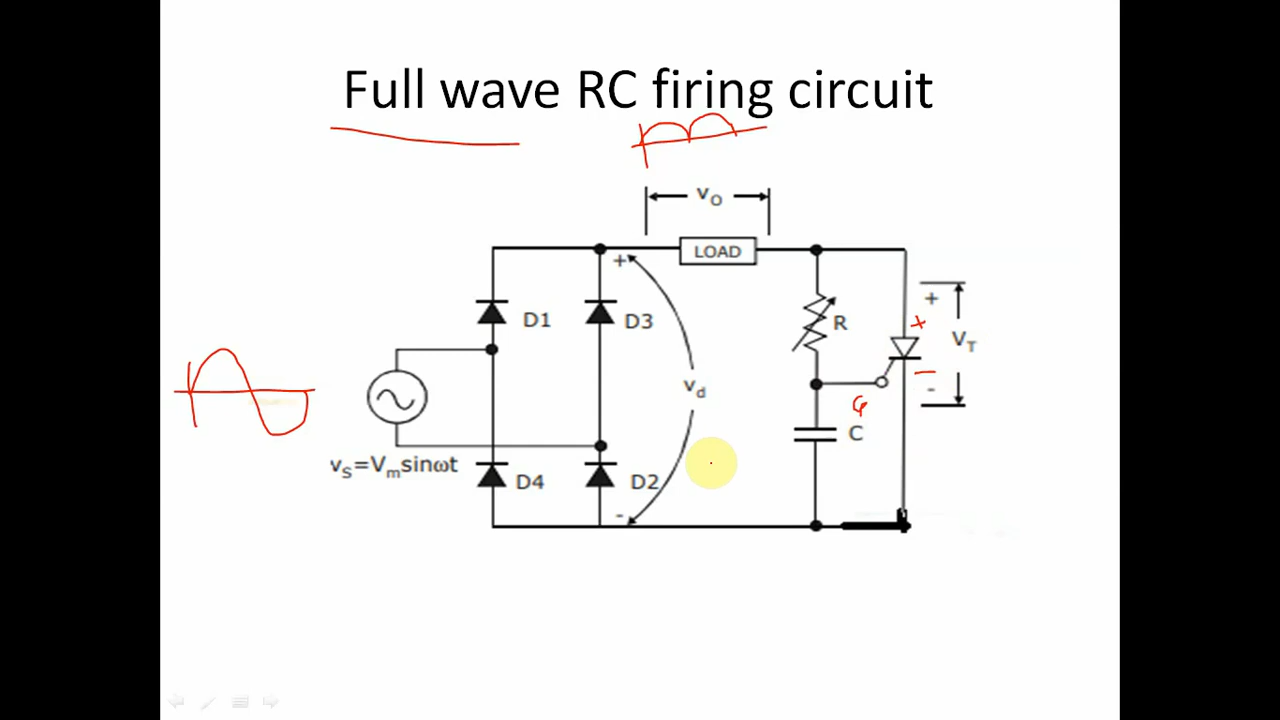 Full wave RC firing circuit
vO
LOAD
+
D1
D3
R
+
+
VT
vd
-
G
C
vS=Vmsinωt
D4
D2
-